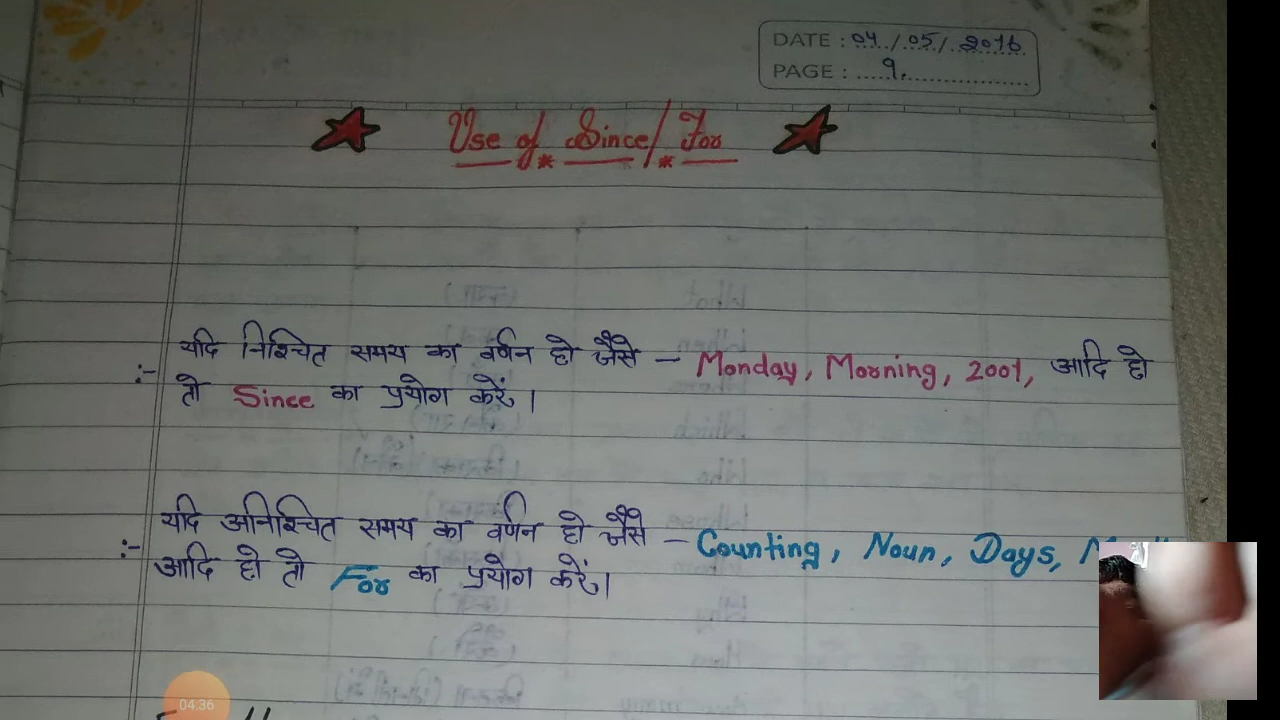 DATE : 04/05/2016
PAGE : 9.
Use of Since/For
:- यदि निश्चित समय का वर्णन हो जैसे – Monday, Morning, 2001, आदि हो
तो Since का प्रयोग करें।
:- यदि अनिश्चित समय का वर्णन हो जैसे – Counting, Noun, Days,
आदि हो तो For का प्रयोग करें।
04:36